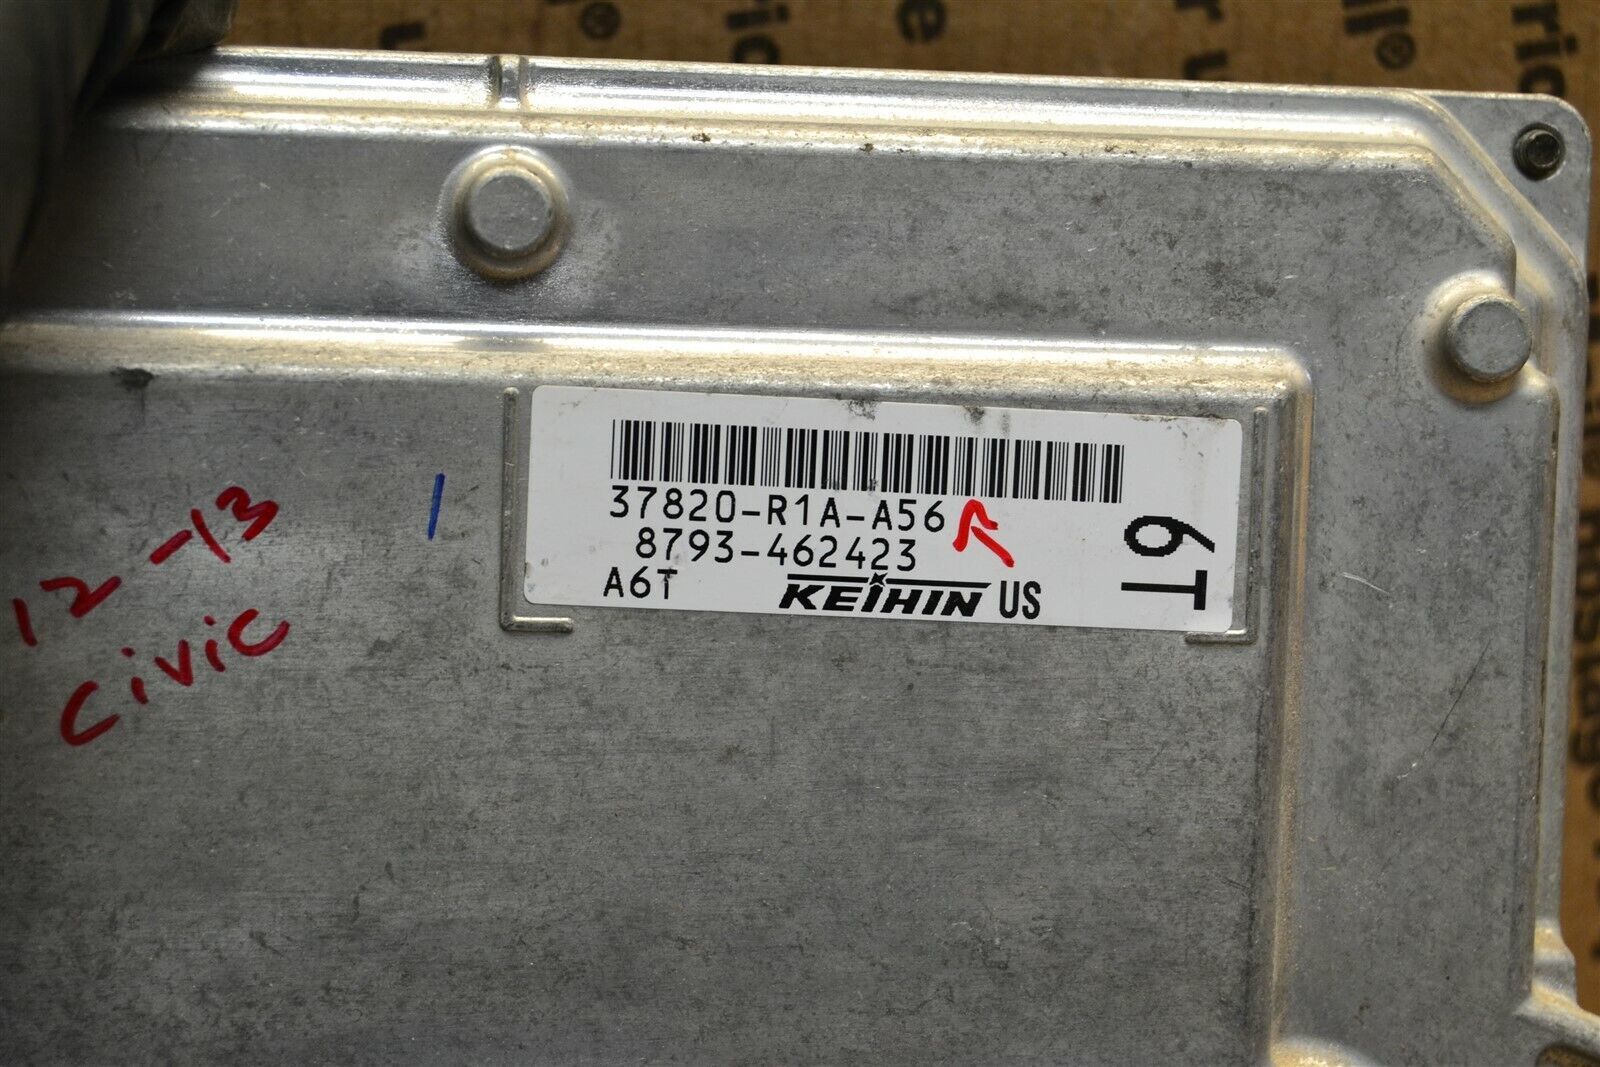 37820-R1A-A56
8793-462423
A6T KEIHIN US
6T
12-13
civic